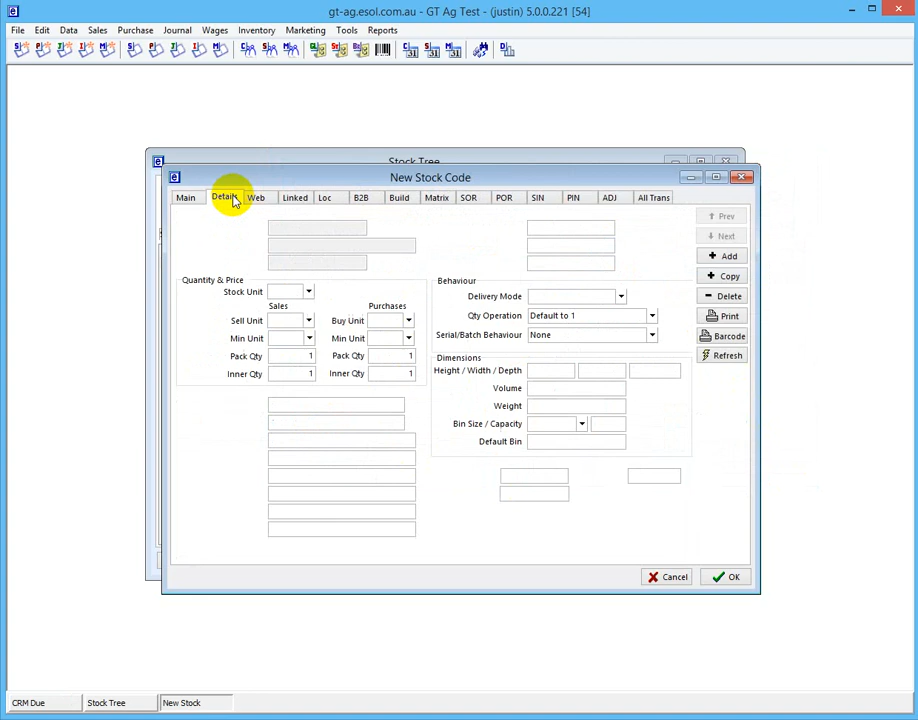 gt-ag.esol.com.au - GT Ag Test - (justin) 5.0.0.221 [54]
File Edit Data Sales Purchase Journal Wages Inventory Marketing Tools Reports
Stock Tree
New Stock Code
Main Details Web Linked Loc B2B Build Matrix SOR POR SIN PIN ADJ All Trans
Prev
Next
Add
Copy
Delete
Print
Barcode
Refresh
Quantity & Price
Stock Unit
Sales Purchases
Sell Unit Buy Unit
Min Unit Min Unit
Pack Qty 1 Pack Qty 1
Inner Qty 1 Inner Qty 1
Behaviour
Delivery Mode
Qty Operation Default to 1
Serial/Batch Behaviour None
Dimensions
Height / Width / Depth
Volume
Weight
Bin Size / Capacity
Default Bin
Cancel OK
CRM Due Stock Tree New Stock